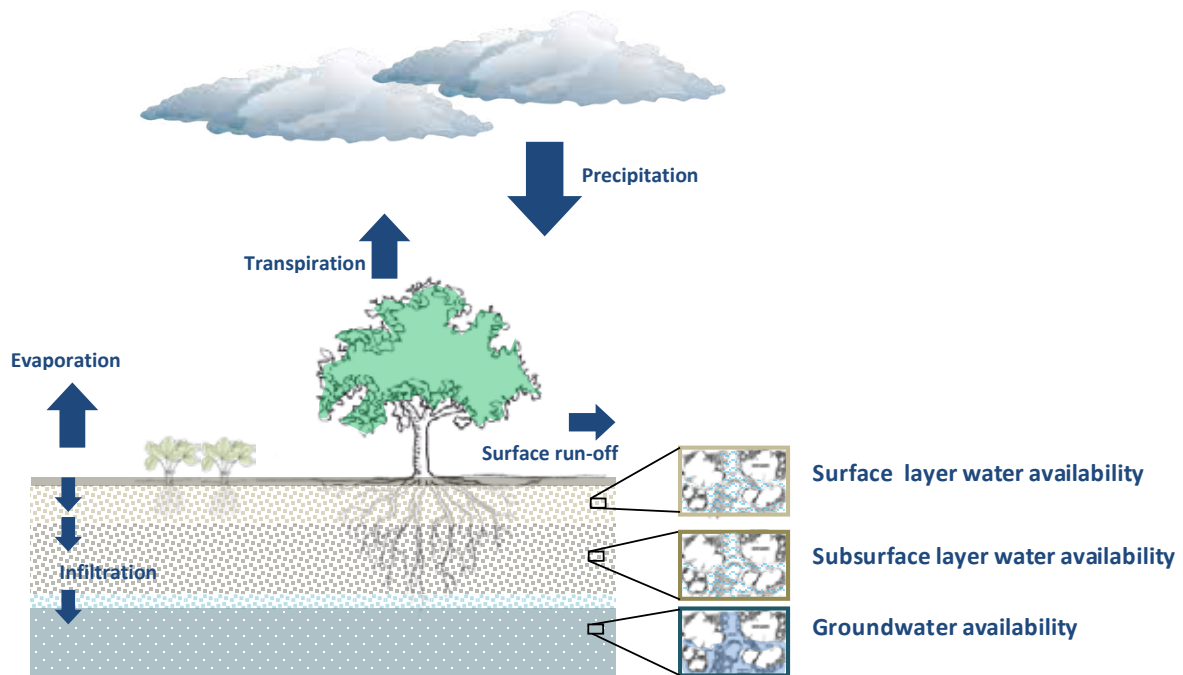 Precipitation
Transpiration
Evaporation
Surface run-off
Surface layer water availability
Subsurface layer water availability
Infiltration
Groundwater availability